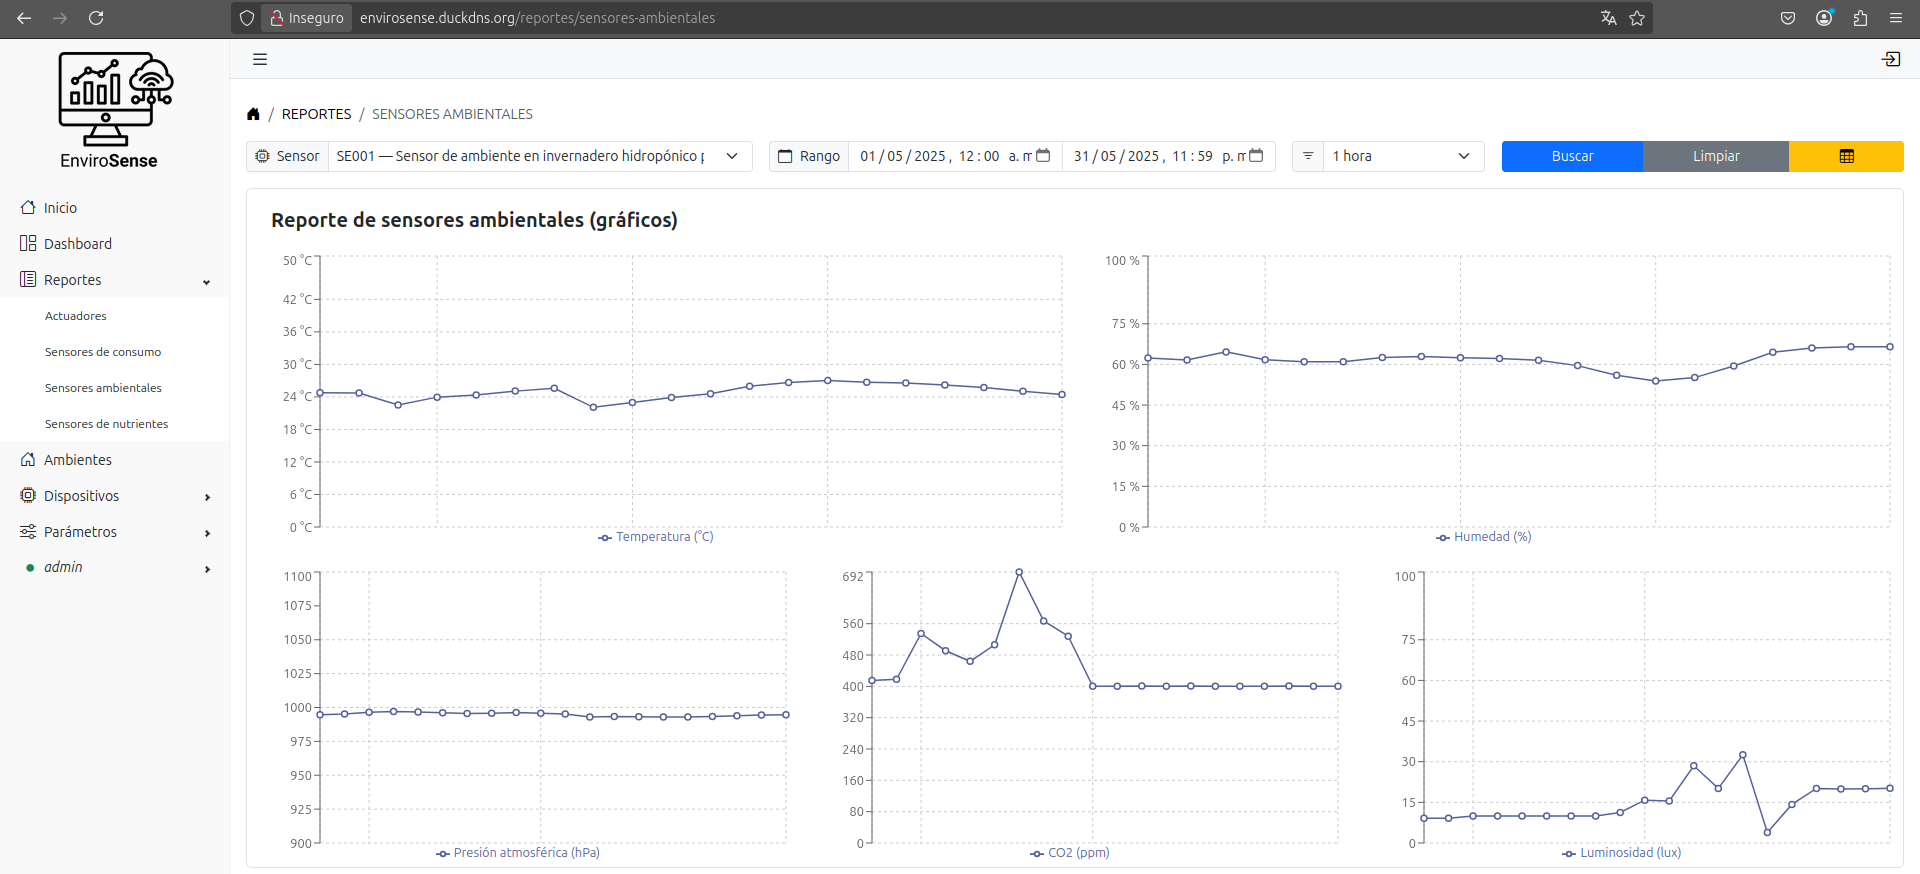 Inseguro envirosense.duckdns.org/reportes/sensores-ambientales
EnviroSense
Inicio
Dashboard
Reportes
Actuadores
Sensores de consumo
Sensores ambientales
Sensores de nutrientes
Ambientes
Dispositivos
Parámetros
admin
/ REPORTES / SENSORES AMBIENTALES
Sensor SE001 — Sensor de ambiente en invernadero hidropónico Rango 01/05/2025, 12:00 a. m 31/05/2025, 11:59 p. m 1 hora Buscar Limpiar
Reporte de sensores ambientales (gráficos)
50 °C
42 °C
36 °C
30 °C
24 °C
18 °C
12 °C
6 °C
0 °C
Temperatura (°C)
100 %
75 %
60 %
45 %
30 %
15 %
0 %
Humedad (%)
1100
1075
1050
1025
1000
975
950
925
900
Presión atmosférica (hPa)
692
560
480
400
320
240
160
80
0
CO2 (ppm)
100
75
60
45
30
15
0
Luminosidad (lux)